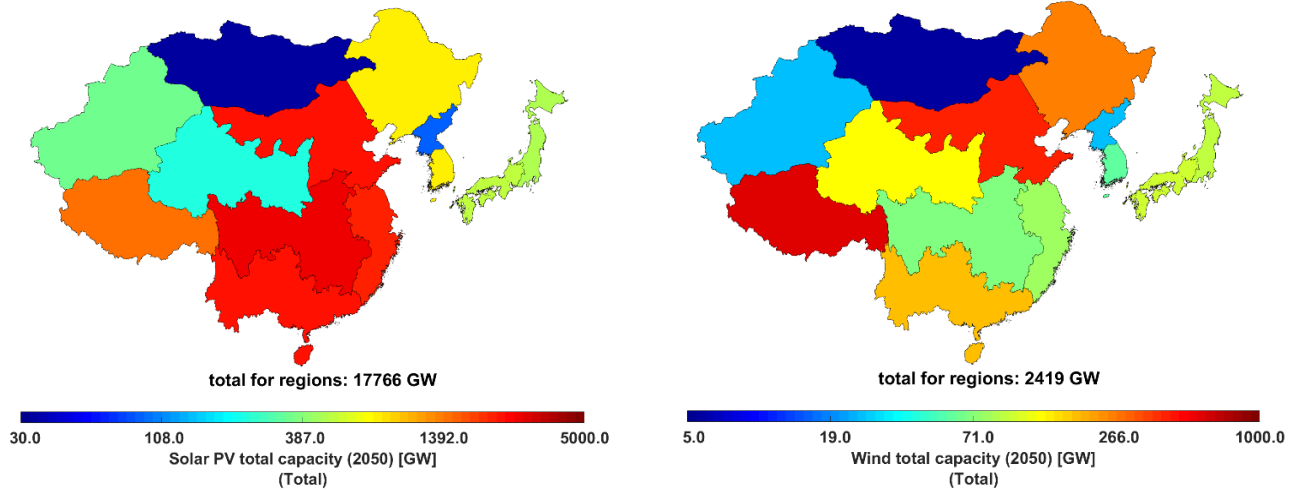 total for regions: 17766 GW
30.0 108.0 387.0 1392.0 5000.0
Solar PV total capacity (2050) [GW]
(Total)
total for regions: 2419 GW
5.0 19.0 71.0 266.0 1000.0
Wind total capacity (2050) [GW]
(Total)